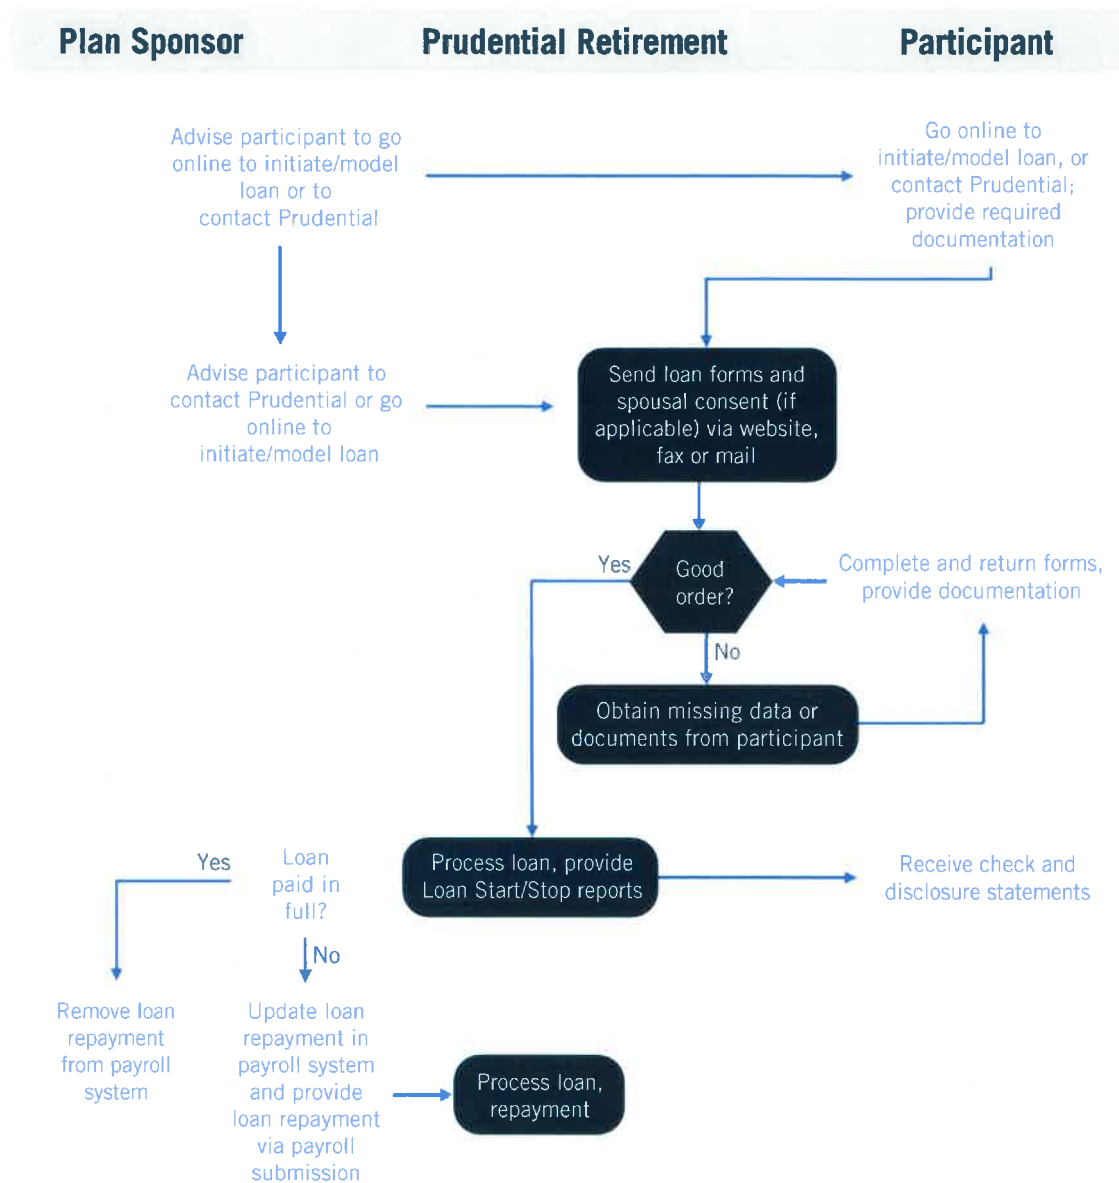 Plan Sponsor
Prudential Retirement
Participant
Advise participant to go
online to initiate/model
loan or to
contact Prudential
Go online to
initiate/model loan, or
contact Prudential;
provide required
documentation
Advise participant to
contact Prudential or go
online to
initiate/model loan
Send loan forms and
spousal consent (if
applicable) via website,
fax or mail
Yes
Good
order?
Complete and return forms,
provide documentation
No
Obtain missing data or
documents from participant
Yes
Loan
paid in
full?
Process loan, provide
Loan Start/Stop reports
Receive check and
disclosure statements
No
Remove loan
repayment
from payroll
system
Update loan
repayment in
payroll system
and provide
loan repayment
via payroll
submission
Process loan,
repayment